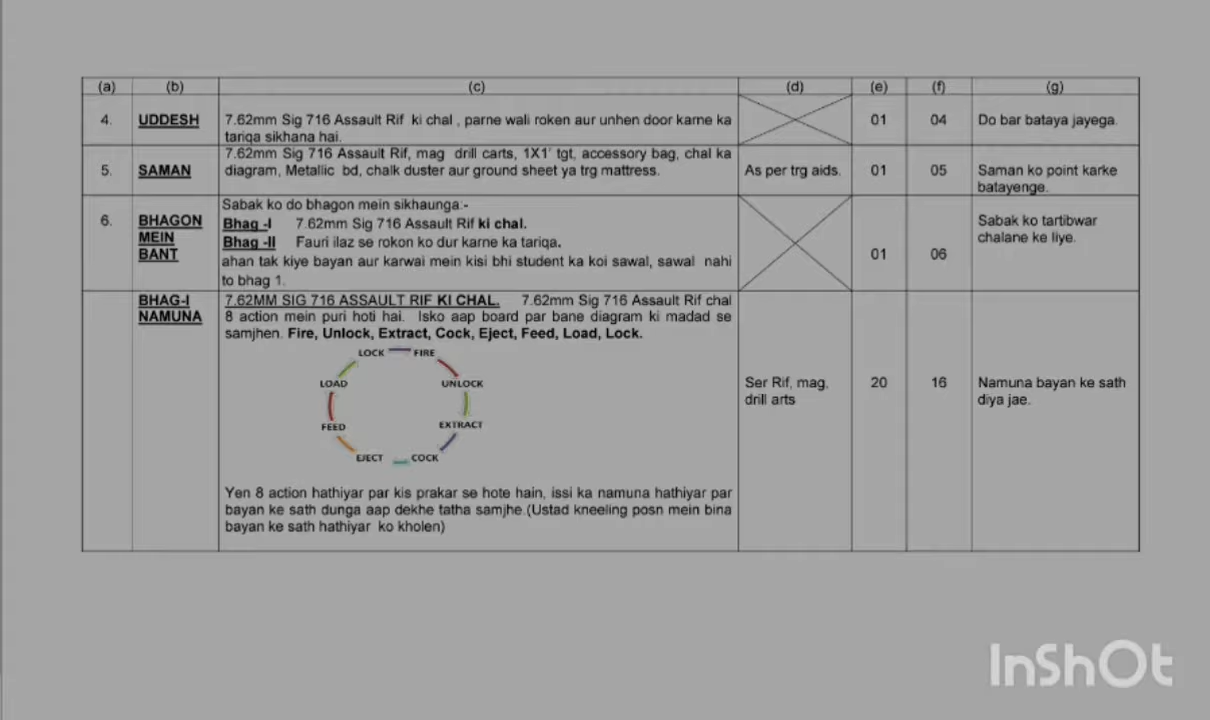 (a) (b) (c) (d) (e) (f) (g)
4. UDDESH 7.62mm Sig 716 Assault Rif ki chal , parne wali roken aur unhen door karne ka 01 04 Do bar bataya jayega.
tariqa sikhana hai.
5. SAMAN 7.62mm Sig 716 Assault Rif, mag drill carts, 1X1' tgt, accessory bag, chal ka As per trg aids. 01 05 Saman ko point karke
diagram, Metallic bd, chalk duster aur ground sheet ya trg mattress. batayenge.
6. BHAGON MEIN BANT Sabak ko do bhagon mein sikhaunga:- 01 06 Sabak ko tartibwar
Bhag -I 7.62mm Sig 716 Assault Rif ki chal. chalane ke liye.
Bhag -II Fauri ilaz se rokon ko dur karne ka tariqa.
ahan tak kiye bayan aur karwai mein kisi bhi student ka koi sawal, sawal nahi
to bhag 1.
BHAG-I NAMUNA 7.62MM SIG 716 ASSAULT RIF KI CHAL. 7.62mm Sig 716 Assault Rif chal
8 action mein puri hoti hai. Isko aap board par bane diagram ki madad se
samjhen. Fire, Unlock, Extract, Cock, Eject, Feed, Load, Lock.
LOCK FIRE
LOAD UNLOCK
FEED EXTRACT
EJECT COCK
Ser Rif, mag, 20 16 Namuna bayan ke sath
drill arts diya jae.
Yen 8 action hathiyar par kis prakar se hote hain, issi ka namuna hathiyar par
bayan ke sath dunga aap dekhe tatha samjhe.(Ustad kneeling posn mein bina
bayan ke sath hathiyar ko kholen)
InShOt